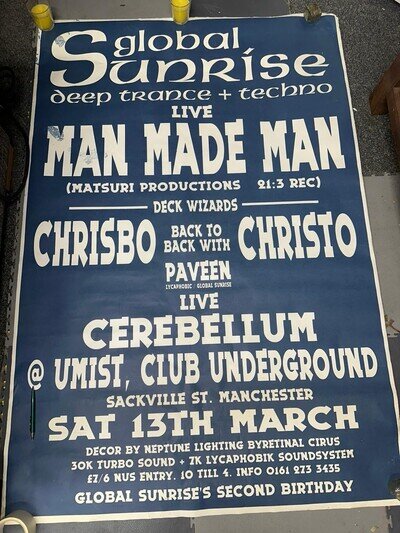 global
Sunrise
deep trance + techno
LIVE
MAN MADE MAN
(MATSURI PRODUCTIONS 21:3 REC)
DECK WIZARDS
CHRISBO BACK TO BACK WITH CHRISTO
PAVEEN
LYCAPHOBIC GLOBAL SUNRISE
LIVE
CEREBELLUM
@ UMIST, CLUB UNDERGROUND
SACKVILLE ST. MANCHESTER
SAT 13TH MARCH
DECOR BY NEPTUNE LIGHTING BYRETINAL CIRUS
30K TURBO SOUND + 7K LYCAPHOBIK SOUNDSYSTEM
£7/6 NUS ENTRY. 10 TILL 4. INFO 0161 273 3435
GLOBAL SUNRISE'S SECOND BIRTHDAY